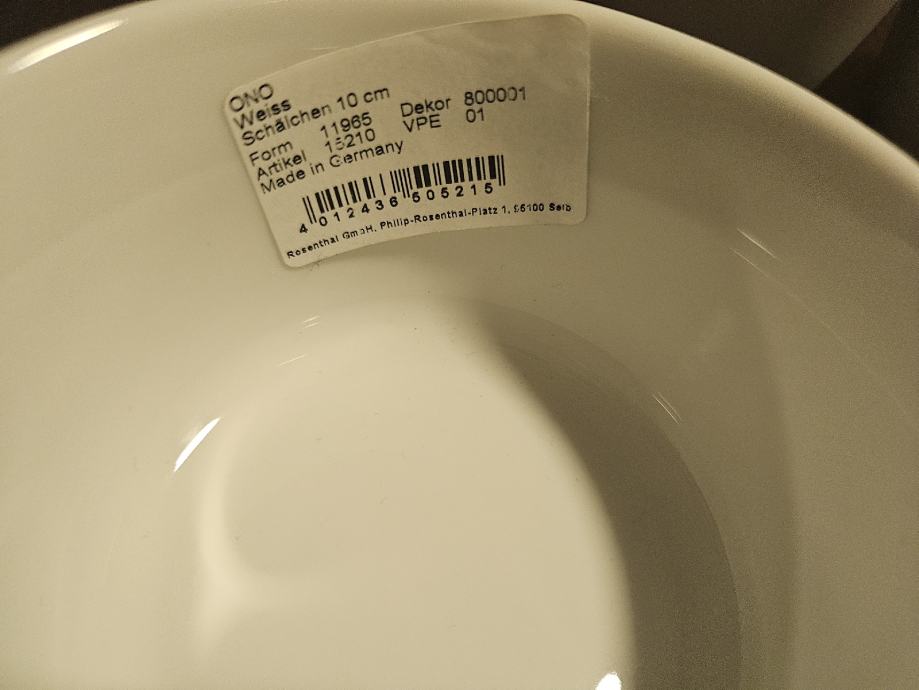 ONO
Weiss
Schälchen 10 cm
Form 11965 Dekor 800001
Artikel 15210 VPE 01
Made in Germany
4 012436 505215
Rosenthal GmbH, Philip-Rosenthal-Platz 1, 95100 Selb